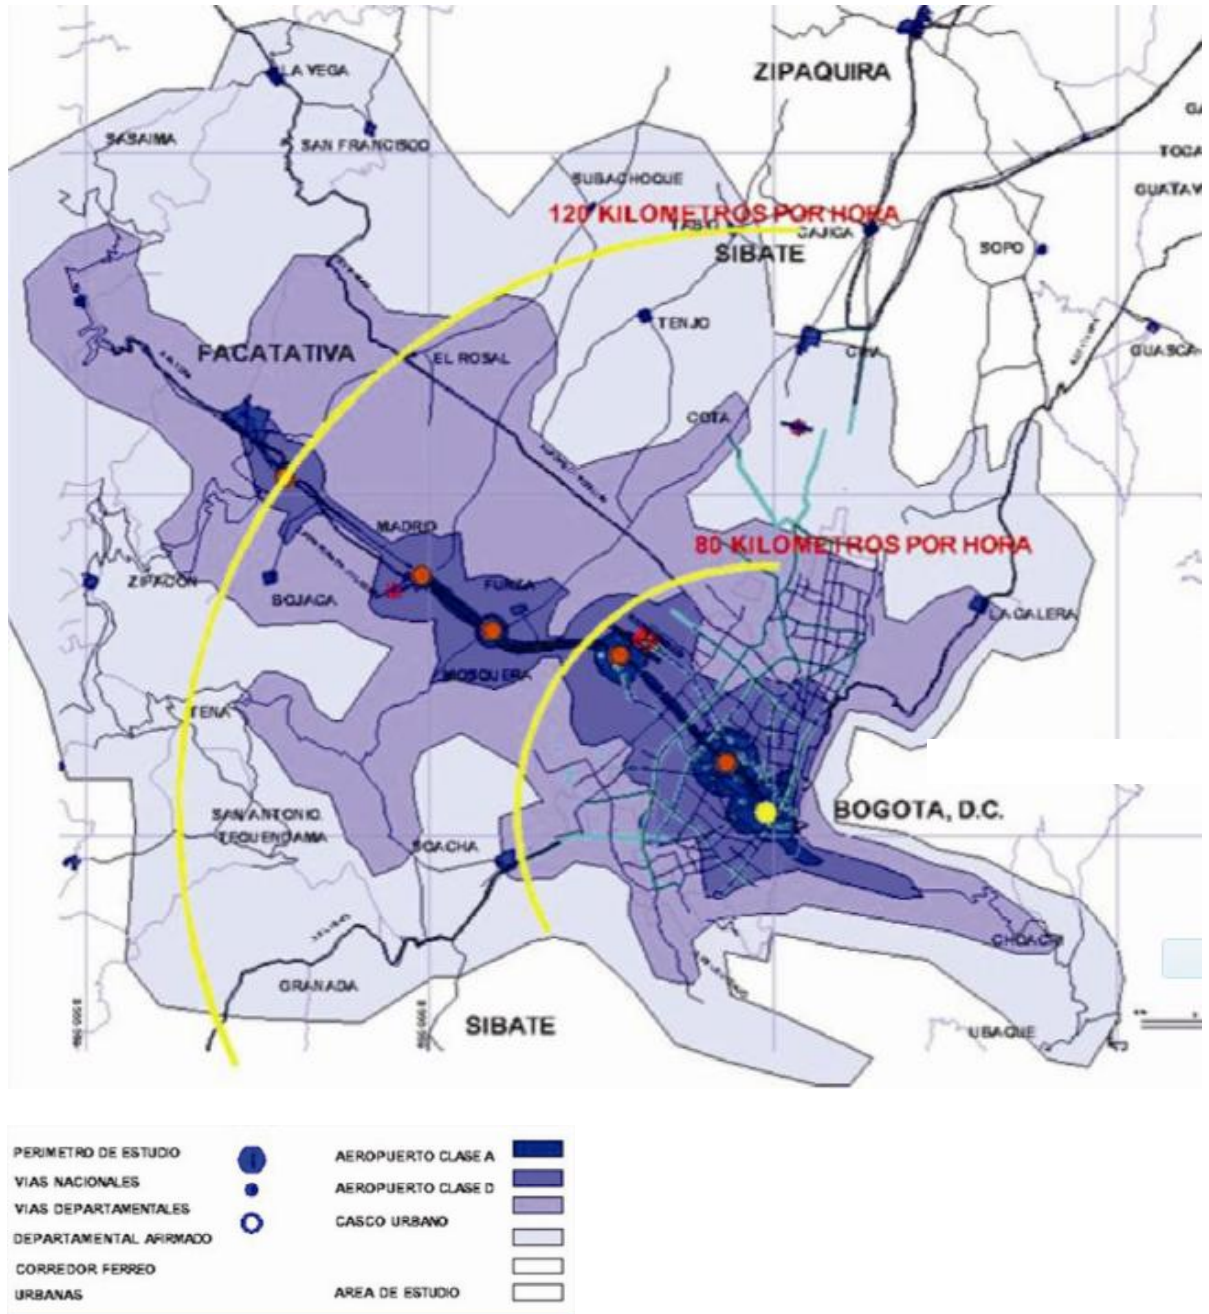 ZIPAQUIRA
LA VEGA
SASAIMA
SAN FRANCISCO
TOCA
SUBACHOQUE
GUATAV
120 KILOMETROS POR HORA
TABIO
CAJICA
SOPO
SIBATE
TENJO
CHIA
GUASCA
FACATATIVA
EL ROSAL
COTA
MADRID
80 KILOMETROS POR HORA
ZIPACON
BOJACA
FUNZA
LA CALERA
MOSQUERA
TENA
SAN ANTONIO
TEQUENDAMA
BOGOTA, D.C.
SOACHA
CHOACHI
GRANADA
SIBATE
UBAQUE
PERIMETRO DE ESTUDIO
VIAS NACIONALES
VIAS DEPARTAMENTALES
DEPARTAMENTAL AFIRMADO
CORREDOR FERREO
URBANAS
AEROPUERTO CLASE A
AEROPUERTO CLASE D
CASCO URBANO
AREA DE ESTUDIO